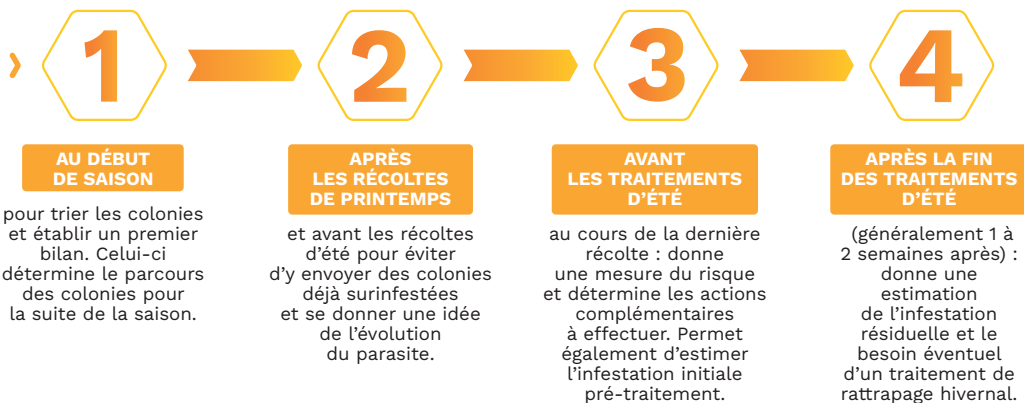 1
AU DÉBUT
DE SAISON
pour trier les colonies
et établir un premier
bilan. Celui-ci
détermine le parcours
des colonies pour
la suite de la saison.
2
APRÈS
LES RÉCOLTES
DE PRINTEMPS
et avant les récoltes
d’été pour éviter
d’y envoyer des colonies
déjà surinfestées
et se donner une idée
de l’évolution
du parasite.
3
AVANT
LES TRAITEMENTS
D’ÉTÉ
au cours de la dernière
récolte : donne
une mesure du risque
et détermine les actions
complémentaires
à effectuer. Permet
également d’estimer
l’infestation initiale
pré-traitement.
4
APRÈS LA FIN
DES TRAITEMENTS
D’ÉTÉ
(généralement 1 à
2 semaines après) :
donne une
estimation
de l’infestation
résiduelle et le
besoin éventuel
d’un traitement de
rattrapage hivernal.